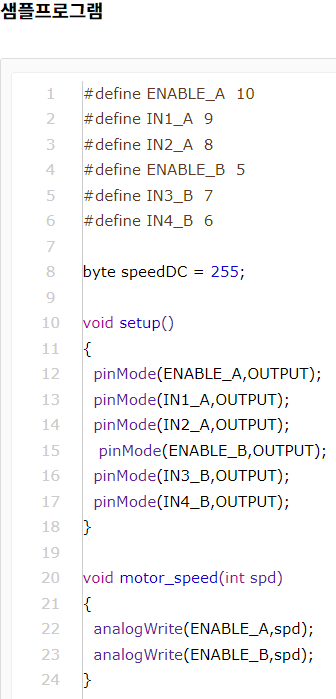 샘플프로그램
1 #define ENABLE_A  10
2 #define IN1_A  9
3 #define IN2_A  8
4 #define ENABLE_B  5
5 #define IN3_B  7
6 #define IN4_B  6
7
8 byte speedDC = 255;
9
10 void setup()
11 {
12   pinMode(ENABLE_A,OUTPUT);
13   pinMode(IN1_A,OUTPUT);
14   pinMode(IN2_A,OUTPUT);
15    pinMode(ENABLE_B,OUTPUT);
16   pinMode(IN3_B,OUTPUT);
17   pinMode(IN4_B,OUTPUT);
18 }
19
20 void motor_speed(int spd)
21 {
22   analogWrite(ENABLE_A,spd);
23   analogWrite(ENABLE_B,spd);
24 }